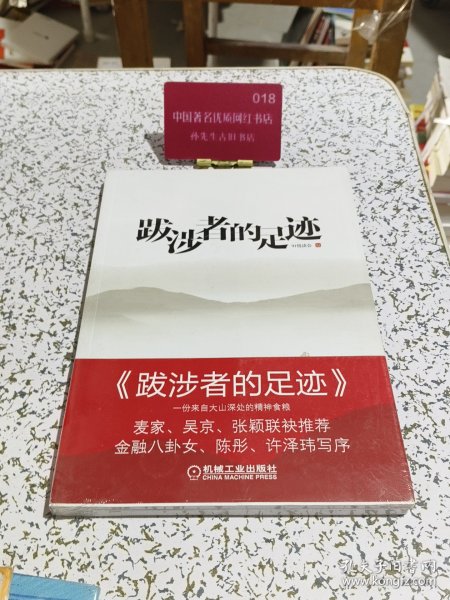 018
中国著名优质网红书店
孙先生古旧书店
跋涉者的足迹
《跋涉者的足迹》
一份来自大山深处的精神食粮
麦家、吴京、张颖联袂推荐
金融八卦女、陈彤、许泽玮写序
机械工业出版社
CHINA MACHINE PRESS
孔夫子旧书网
www.kongfz.com